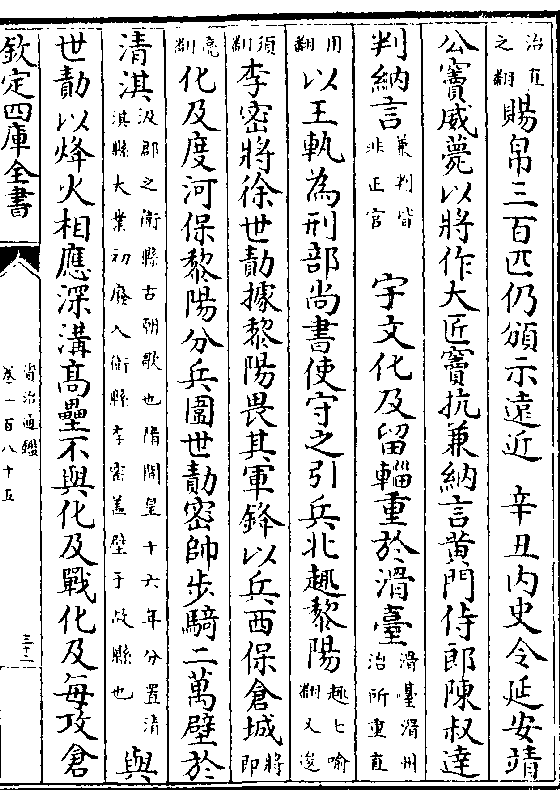 治直之翻賜帛三百匹仍頒示遠近　辛丑内史令延安靖
公竇威薨以將作大匠竇抗兼納言黄門侍郎陳叔達
判納言兼判皆非正官　宇文化及留輜重於滑臺滑臺滑州治所重直
用翻以王軌為刑部尚書使守之引兵北趣黎陽趣七喻翻又逡
須翻李密將徐世勣據黎陽畏其軍鋒以兵西保倉城將即
亮翻化及度河保黎陽分兵圍世勣密帥步騎二萬壁於
清淇汲郡之衛縣古朝歌也隋開皇十六年分置清淇縣大業初廢入衛縣李密蓋壁于故縣也與
世勣以烽火相應深溝髙壘不與化及戰化及每攻倉
欽定四庫全書
資治通鑑
卷一百八十五
三十二